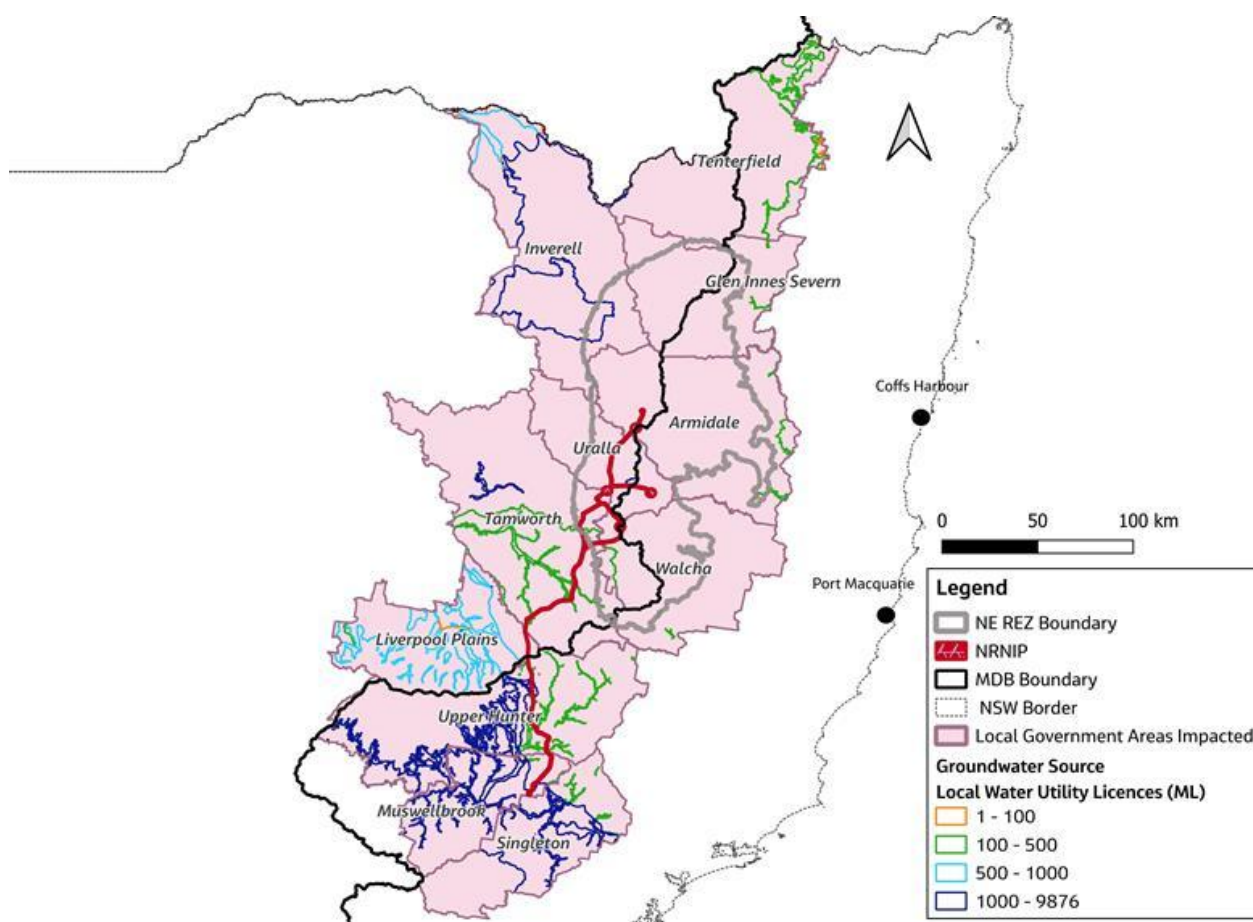 Tenterfield
Inverell
Glen Innes Severn
Coffs Harbour
Armidale
Uralla
Tamworth
0 50 100 km
Walcha
Port Macquarie
Liverpool Plains
Upper Hunter
Muswellbrook
Singleton
Legend
NE REZ Boundary
NRNIP
MDB Boundary
NSW Border
Local Government Areas Impacted
Groundwater Source
Local Water Utility Licences (ML)
1 - 100
100 - 500
500 - 1000
1000 - 9876